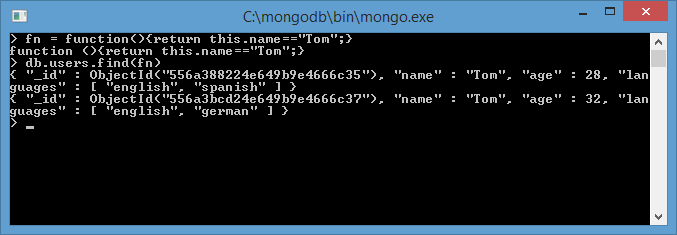 C:\mongodb\bin\mongo.exe
> fn = function(){return this.name=="Tom";}
function (){return this.name=="Tom";}
> db.users.find(fn)
{ "_id" : ObjectId("556a388224e649b9e4666c35"), "name" : "Tom", "age" : 28, "lan
guages" : [ "english", "spanish" ] }
{ "_id" : ObjectId("556a3bcd24e649b9e4666c37"), "name" : "Tom", "age" : 32, "lan
guages" : [ "english", "german" ] }
> _